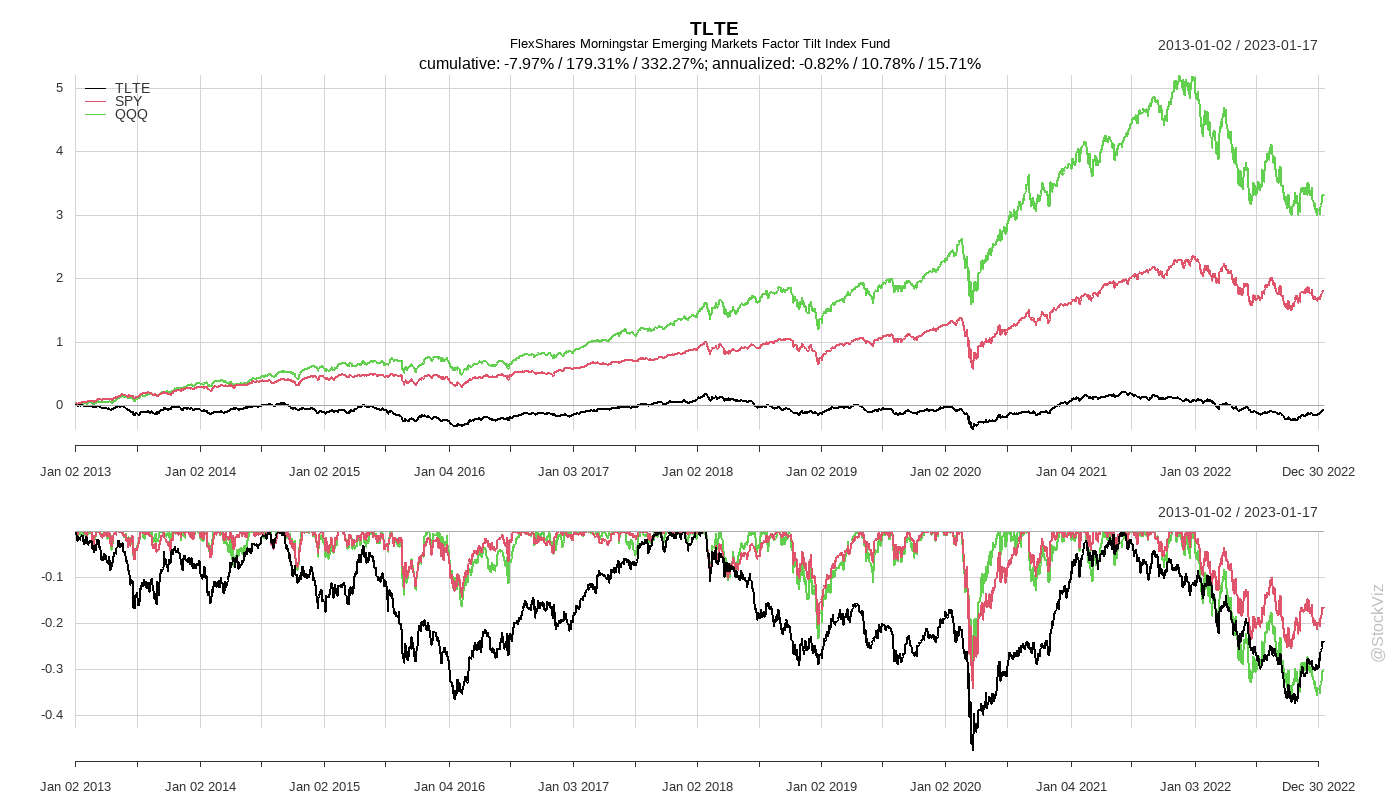 TLTE
FlexShares Morningstar Emerging Markets Factor Tilt Index Fund
2013-01-02 / 2023-01-17
cumulative: -7.97% / 179.31% / 332.27%; annualized: -0.82% / 10.78% / 15.71%
TLTE
SPY
QQQ
5
4
3
2
1
0
Jan 02 2013 Jan 02 2014 Jan 02 2015 Jan 04 2016 Jan 03 2017 Jan 02 2018 Jan 02 2019 Jan 02 2020 Jan 04 2021 Jan 03 2022 Dec 30 2022
2013-01-02 / 2023-01-17
-0.1
-0.2
-0.3
-0.4
Jan 02 2013 Jan 02 2014 Jan 02 2015 Jan 04 2016 Jan 03 2017 Jan 02 2018 Jan 02 2019 Jan 02 2020 Jan 04 2021 Jan 03 2022 Dec 30 2022
@StockViz